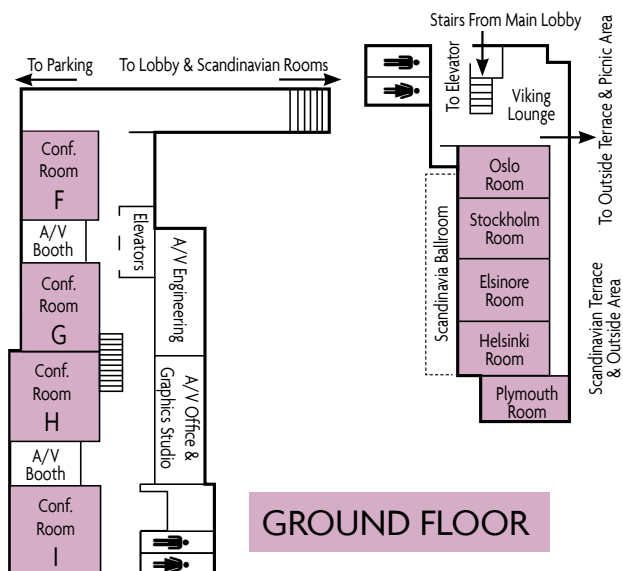 Stairs From Main Lobby
To Parking
To Lobby & Scandinavian Rooms
To Elevator
Viking
Lounge
To Outside Terrace & Picnic Area
Conf.
Room
F
A/V
Booth
Elevators
A/V Engineering
Conf.
Room
G
Conf.
Room
H
A/V Office &
Graphics Studio
A/V
Booth
Conf.
Room
I
Oslo
Room
Stockholm
Room
Scandinavia Ballroom
Elsinore
Room
Helsinki
Room
Plymouth
Room
Scandinavian Terrace
& Outside Area
GROUND FLOOR